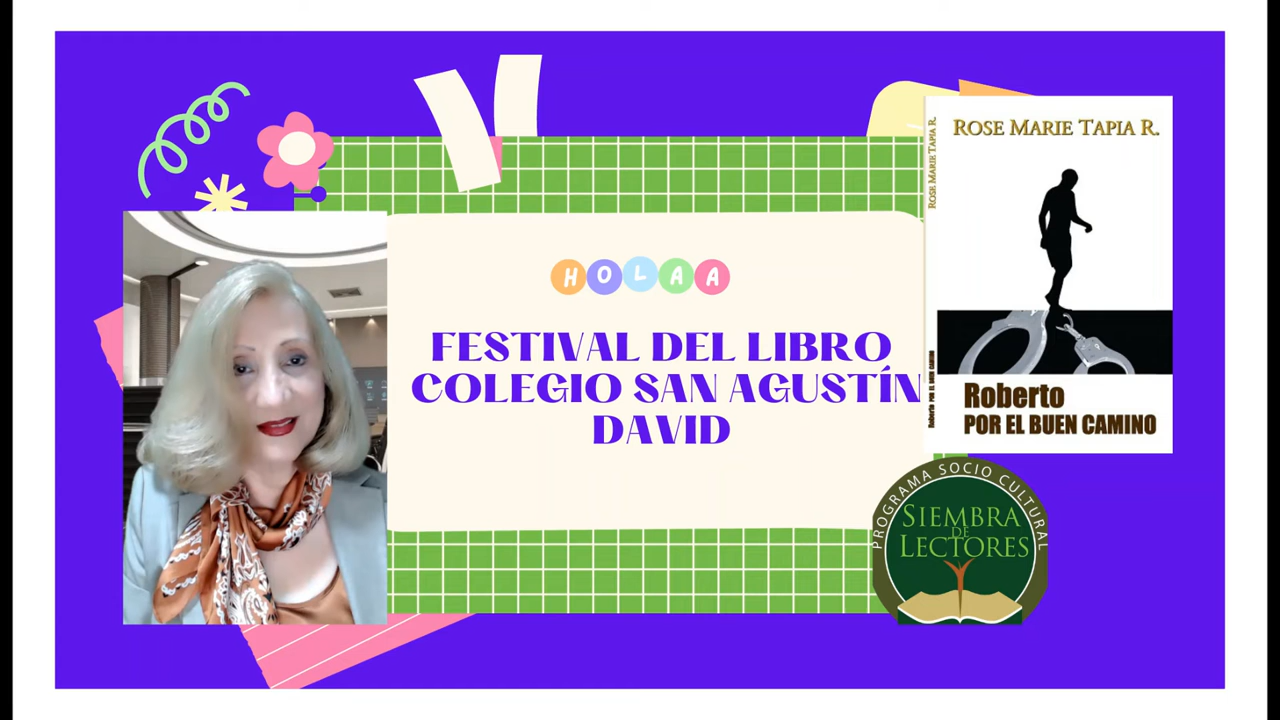 HOLAA
FESTIVAL DEL LIBRO
COLEGIO SAN AGUSTÍN
DAVID
ROSE MARIE TAPIA R.
ROSE MARIE TAPIA R.
Roberto
POR EL BUEN CAMINO
Roberto POR EL BUEN CAMINO
PROGRAMA SOCIO CULTURAL
SIEMBRA
DE
LECTORES